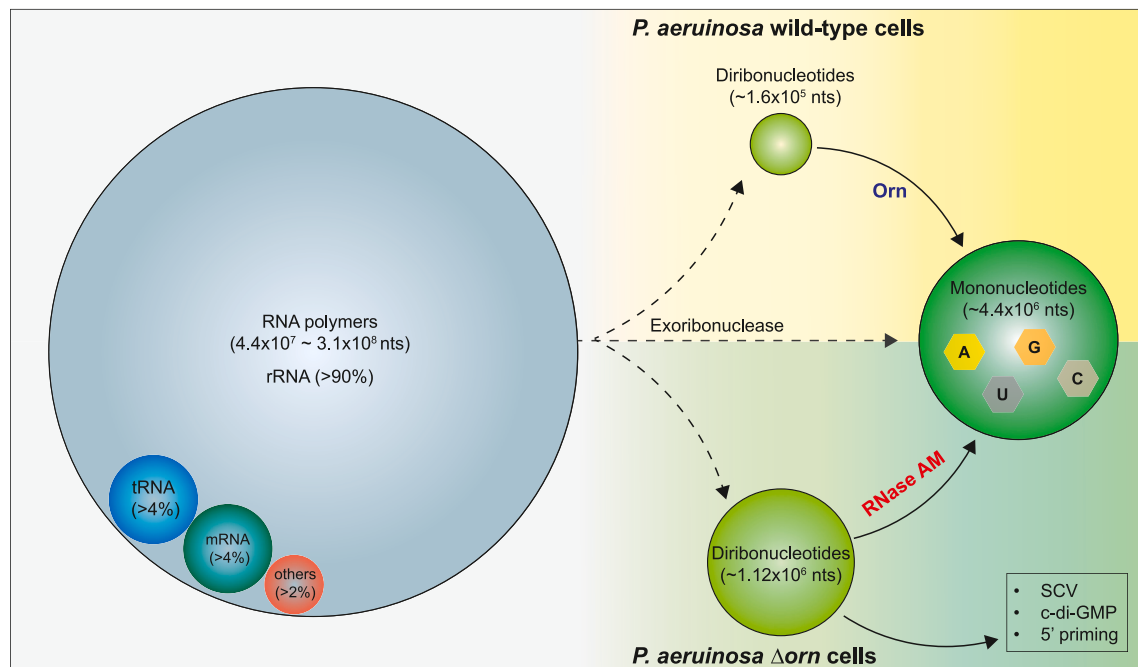 P. aeruinosa wild-type cells
Diribonucleotides
(~1.6x10⁵ nts)
Orn
Mononucleotides
(~4.4x10⁶ nts)
A
G
U
C
Exoribonuclease
RNA polymers
(4.4x10⁷ ~ 3.1x10⁸ nts)
rRNA (>90%)
tRNA
(>4%)
mRNA
(>4%)
others
(>2%)
RNase AM
Diribonucleotides
(~1.12x10⁶ nts)
• SCV
• c-di-GMP
• 5' priming
P. aeruinosa Δorn cells